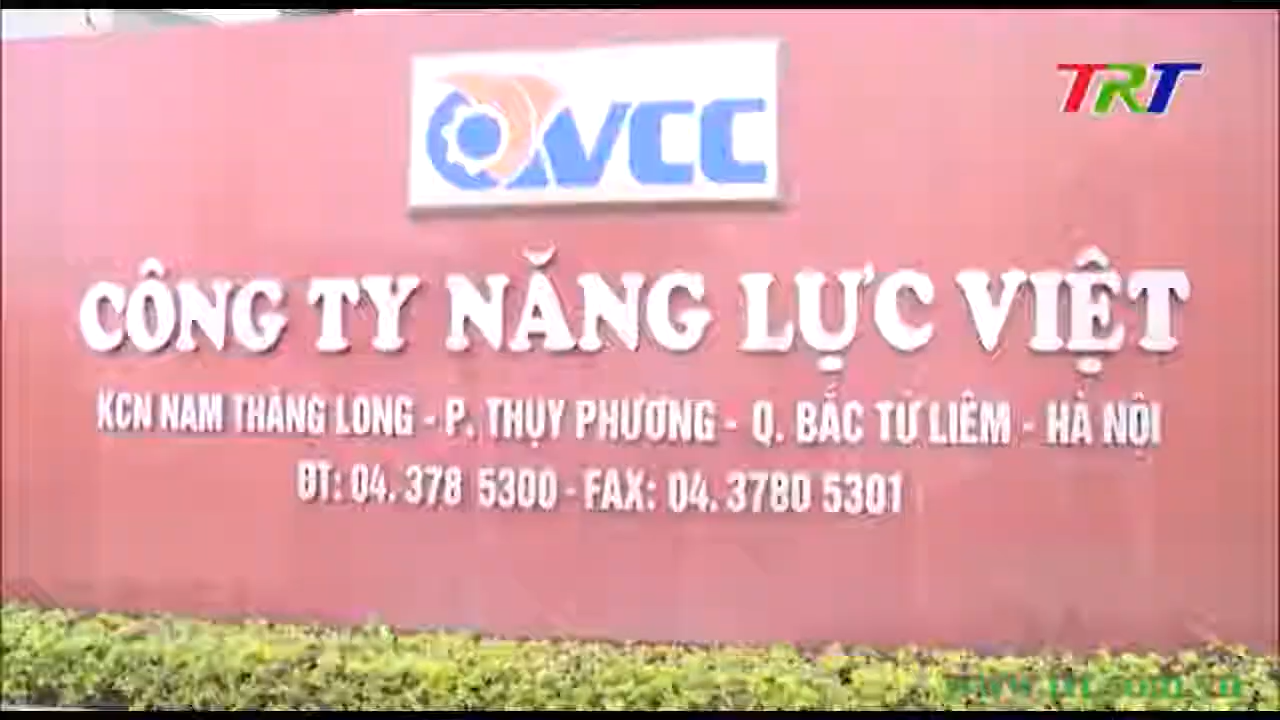 TRT
VCC
CÔNG TY NĂNG LỰC VIỆT
KCN NAM THĂNG LONG - P. THỤY PHƯƠNG - Q. BẮC TỪ LIÊM - HÀ NỘI
ĐT: 04. 378 5300 - FAX: 04. 3780 5301